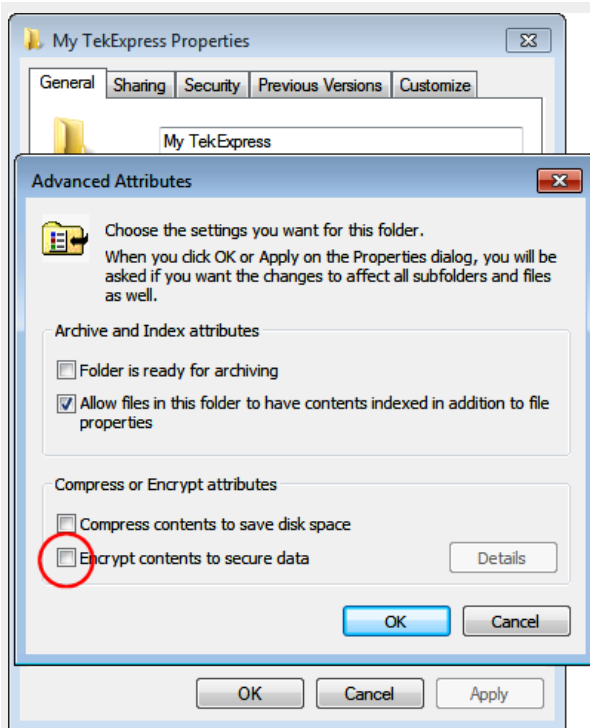 My TekExpress Properties
General Sharing Security Previous Versions Customize
My TekExpress
Advanced Attributes
Choose the settings you want for this folder.
When you click OK or Apply on the Properties dialog, you will be
asked if you want the changes to affect all subfolders and files
as well.
Archive and Index attributes
Folder is ready for archiving
Allow files in this folder to have contents indexed in addition to file
properties
Compress or Encrypt attributes
Compress contents to save disk space
Encrypt contents to secure data Details
OK Cancel
OK Cancel Apply